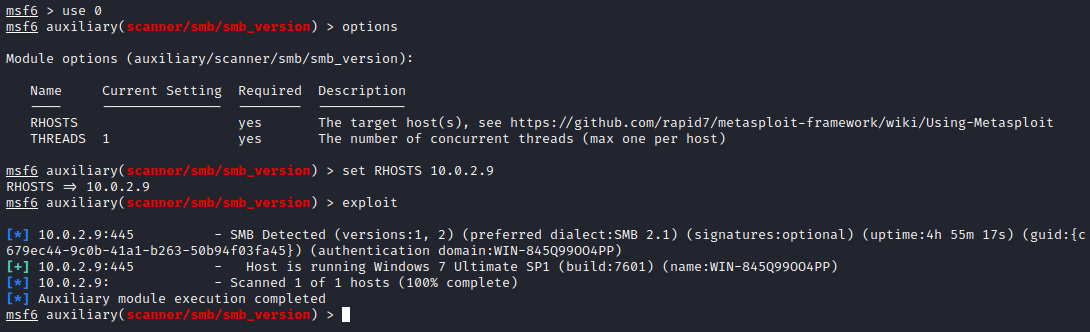 msf6 > use 0
msf6 auxiliary(scanner/smb/smb_version) > options
Module options (auxiliary/scanner/smb/smb_version):
Name Current Setting Required Description
---- --------------- -------- -----------
RHOSTS yes The target host(s), see https://github.com/rapid7/metasploit-framework/wiki/Using-Metasploit
THREADS 1 yes The number of concurrent threads (max one per host)
msf6 auxiliary(scanner/smb/smb_version) > set RHOSTS 10.0.2.9
RHOSTS => 10.0.2.9
msf6 auxiliary(scanner/smb/smb_version) > exploit
[*] 10.0.2.9:445 - SMB Detected (versions:1, 2) (preferred dialect:SMB 2.1) (signatures:optional) (uptime:4h 55m 17s) (guid:{c
679ec44-9c0b-41a1-b263-50b94f03fa45}) (authentication domain:WIN-845Q99OO4PP)
[+] 10.0.2.9:445 - Host is running Windows 7 Ultimate SP1 (build:7601) (name:WIN-845Q99OO4PP)
[*] 10.0.2.9: - Scanned 1 of 1 hosts (100% complete)
[*] Auxiliary module execution completed
msf6 auxiliary(scanner/smb/smb_version) >